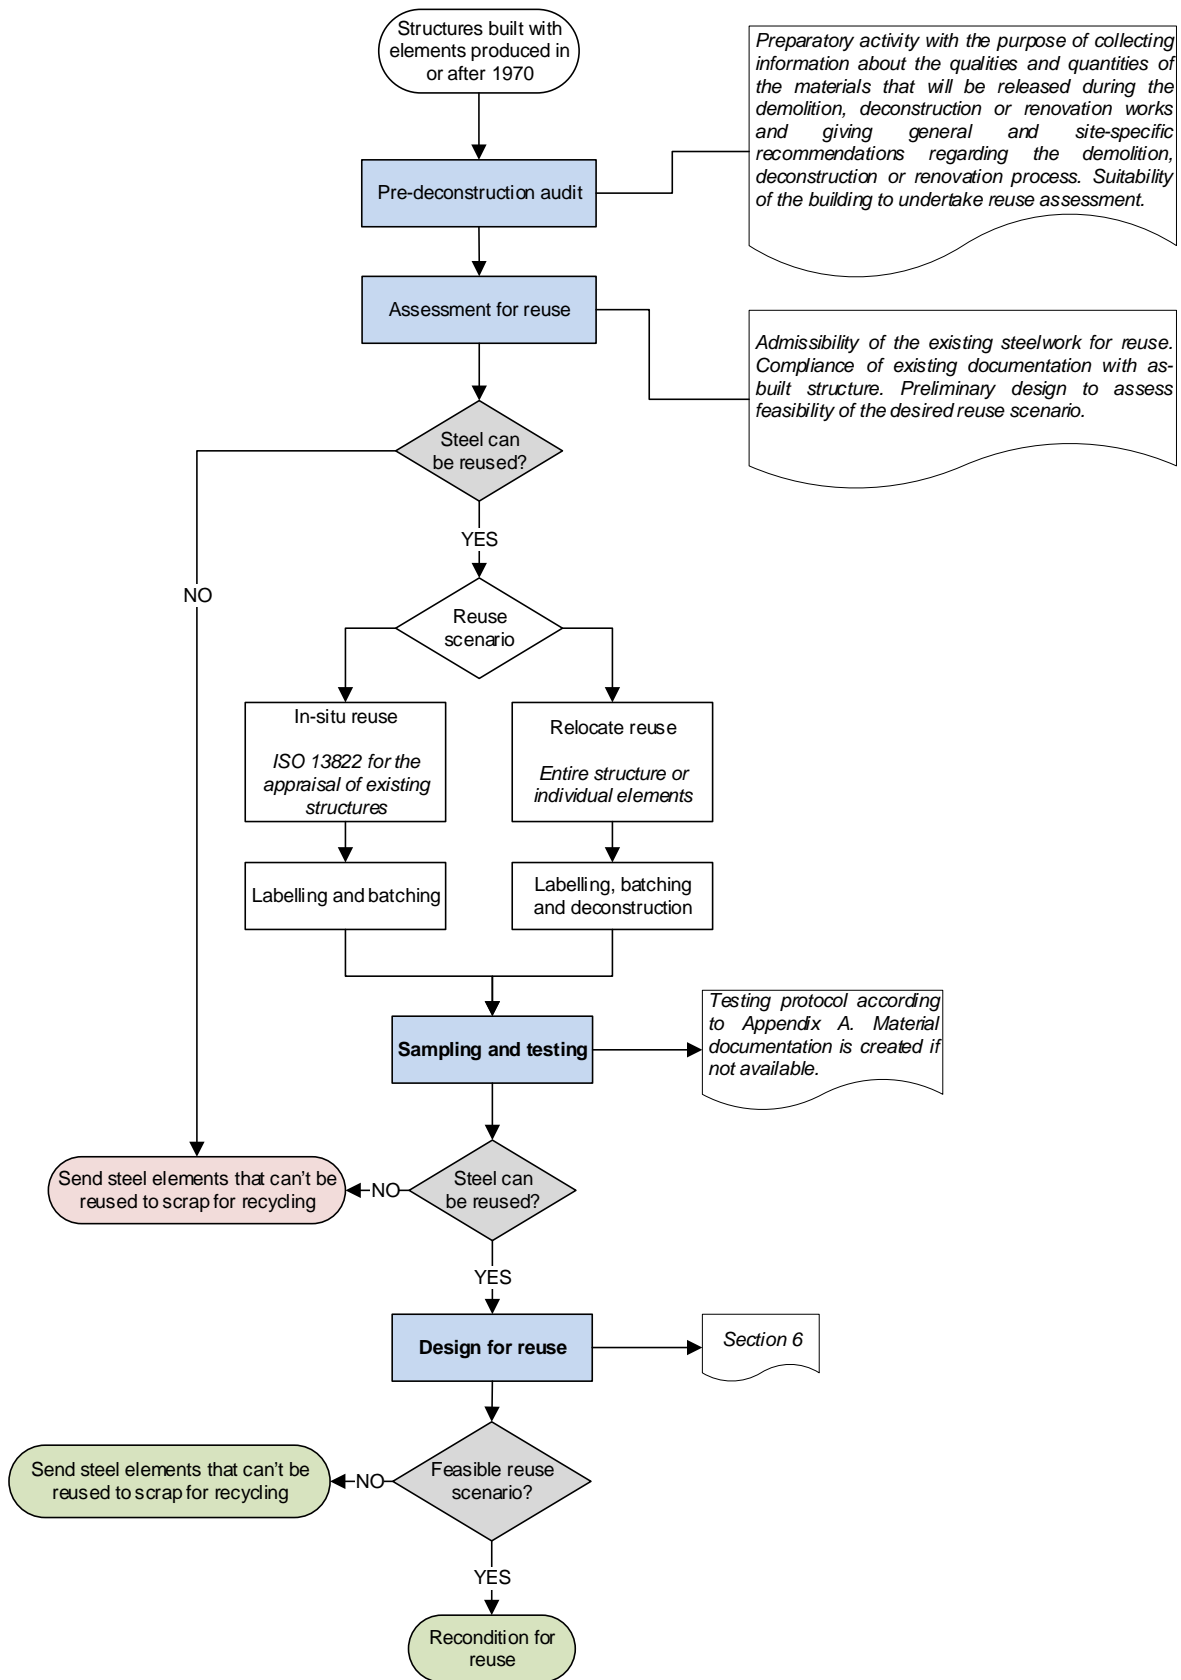 Structures built with
elements produced in
or after 1970
Preparatory activity with the purpose of collecting
information about the qualities and quantities of
the materials that will be released during the
demolition, deconstruction or renovation works
and giving general and site-specific
recommendations regarding the demolition,
deconstruction or renovation process. Suitability
of the building to undertake reuse assessment.
Pre-deconstruction audit
Assessment for reuse
Admissibility of the existing steelwork for reuse.
Compliance of existing documentation with as-
built structure. Preliminary design to assess
feasibility of the desired reuse scenario.
Steel can
be reused?
YES
NO
Reuse
scenario
In-situ reuse
ISO 13822 for the
appraisal of existing
structures
Relocate reuse
Entire structure or
individual elements
Labelling and batching
Labelling, batching
and deconstruction
Sampling and testing
Testing protocol according
to Appendix A. Material
documentation is created if
not available.
Send steel elements that can't be
reused to scrap for recycling
NO
Steel can
be reused?
YES
Design for reuse
Section 6
Send steel elements that can't be
reused to scrap for recycling
NO
Feasible reuse
scenario?
YES
Recondition for
reuse